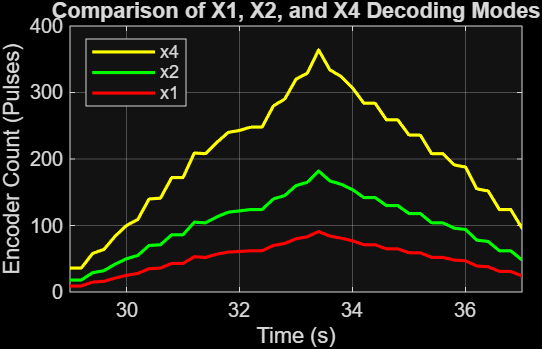 Comparison of X1, X2, and X4 Decoding Modes
Encoder Count (Pulses)
400
300
200
100
0
x4
x2
x1
30 32 34 36
Time (s)